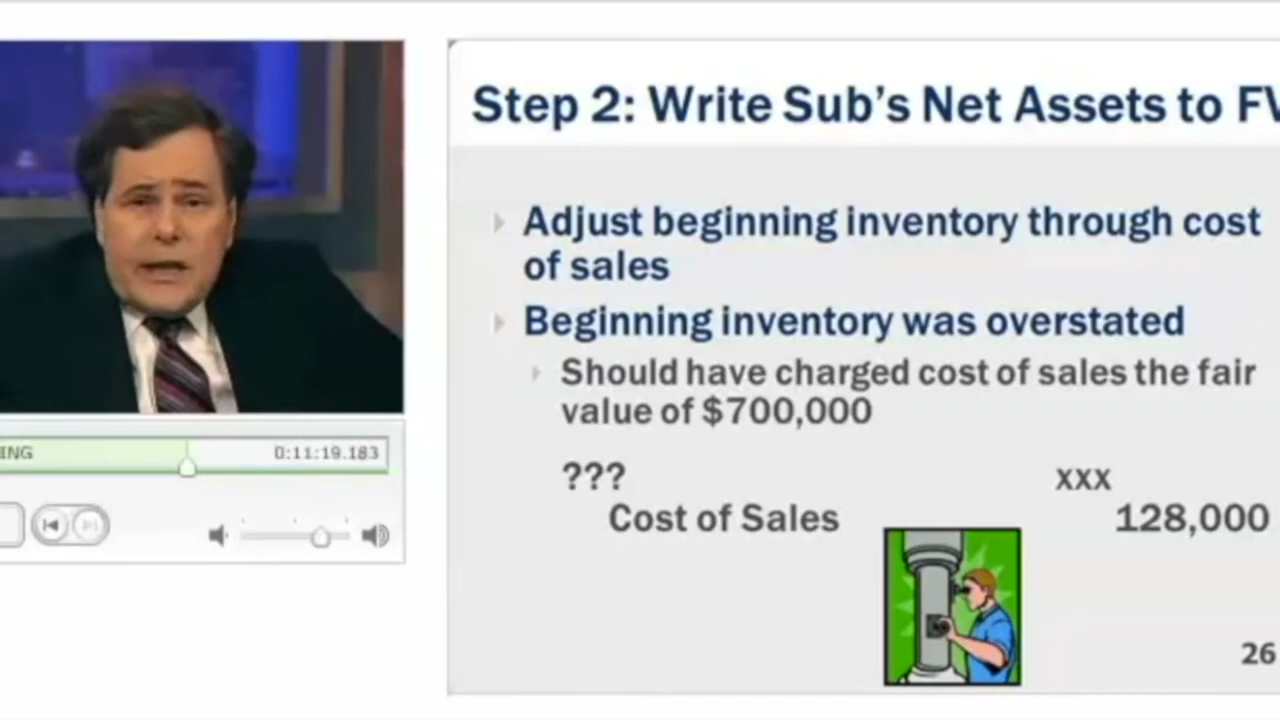 Step 2: Write Sub's Net Assets to FV
Adjust beginning inventory through cost
of sales
Beginning inventory was overstated
Should have charged cost of sales the fair
value of $700,000
??? xxx
Cost of Sales 128,000
26
ING 0:11:19.183